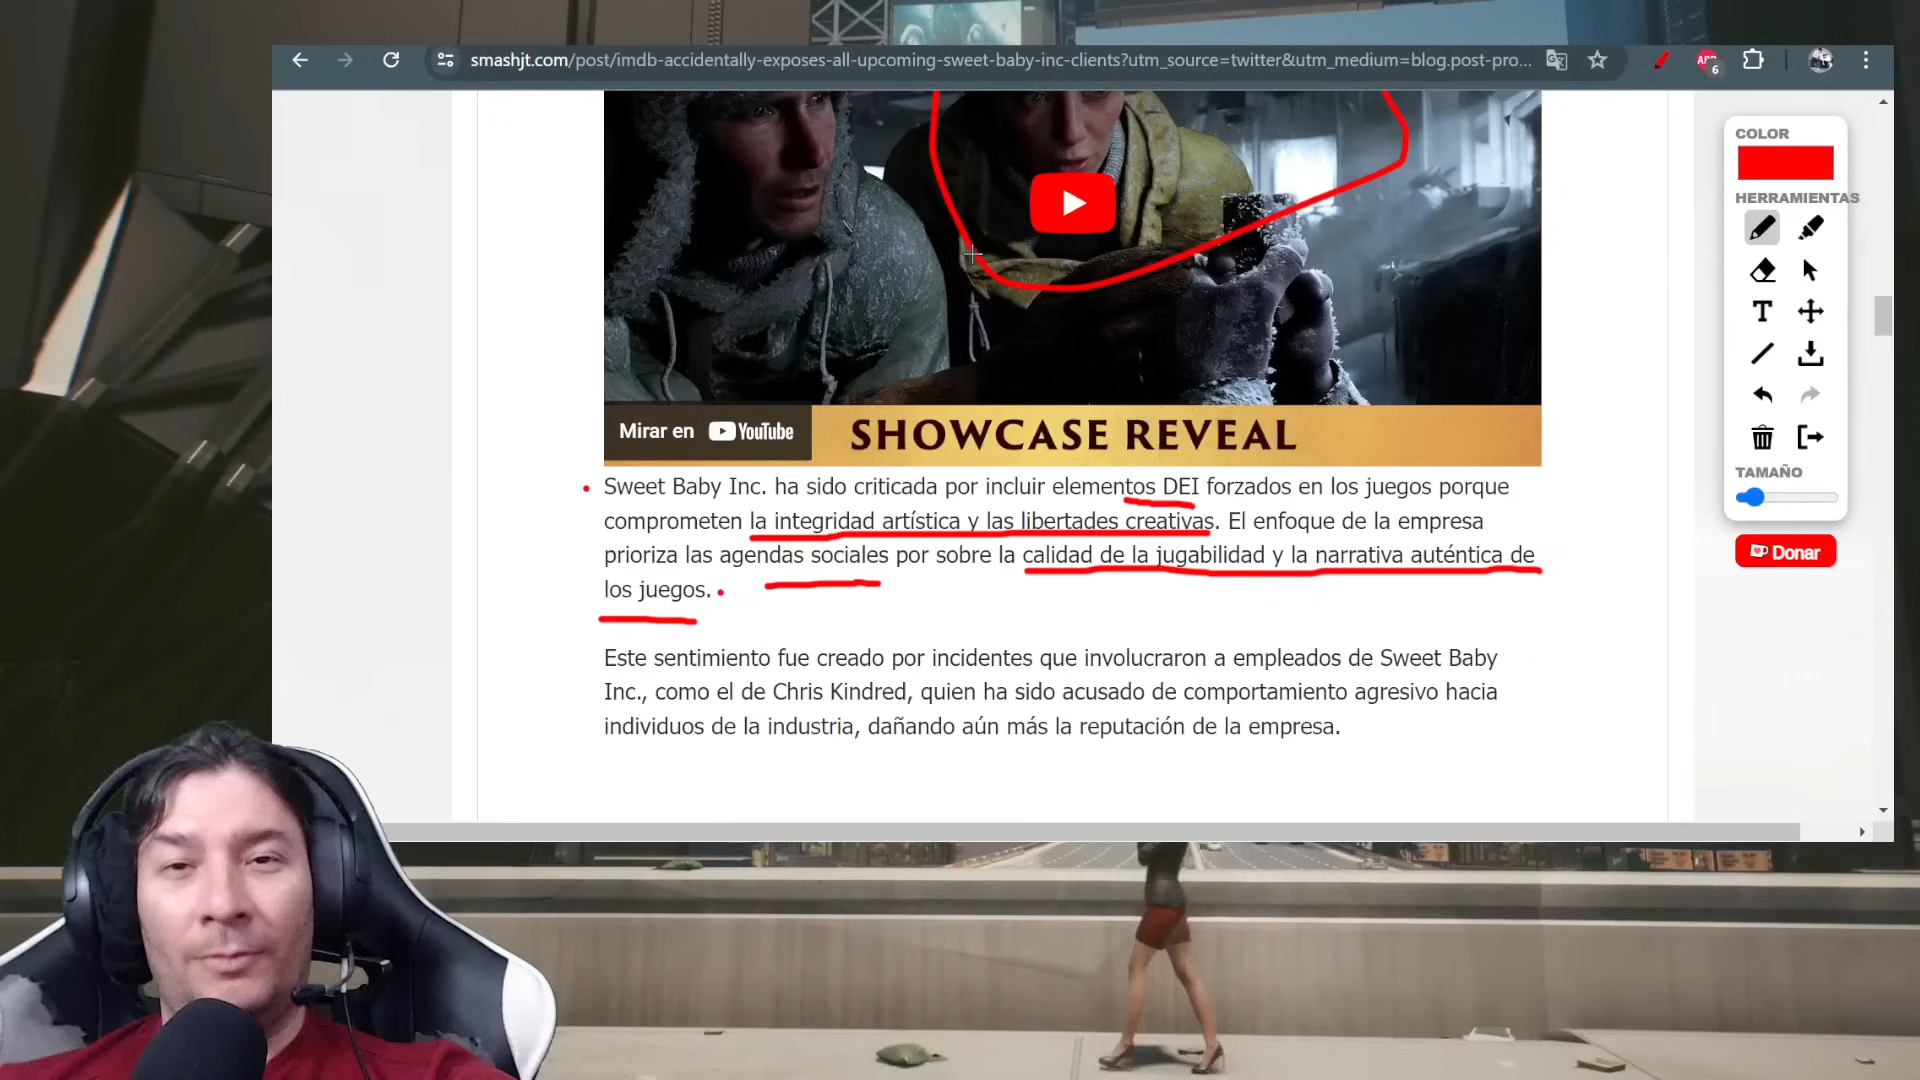 smashjt.com/post/imdb-accidentally-exposes-all-upcoming-sweet-baby-inc-clients?utm_source=twitter&utm_medium=blog.post-pro...
6
COLOR
HERRAMIENTAS
TAMAÑO
Donar
Mirar en YouTube
SHOWCASE REVEAL
Sweet Baby Inc. ha sido criticada por incluir elementos DEI forzados en los juegos porque
comprometen la integridad artística y las libertades creativas. El enfoque de la empresa
prioriza las agendas sociales por sobre la calidad de la jugabilidad y la narrativa auténtica de
los juegos.
Este sentimiento fue creado por incidentes que involucraron a empleados de Sweet Baby
Inc., como el de Chris Kindred, quien ha sido acusado de comportamiento agresivo hacia
individuos de la industria, dañando aún más la reputación de la empresa.